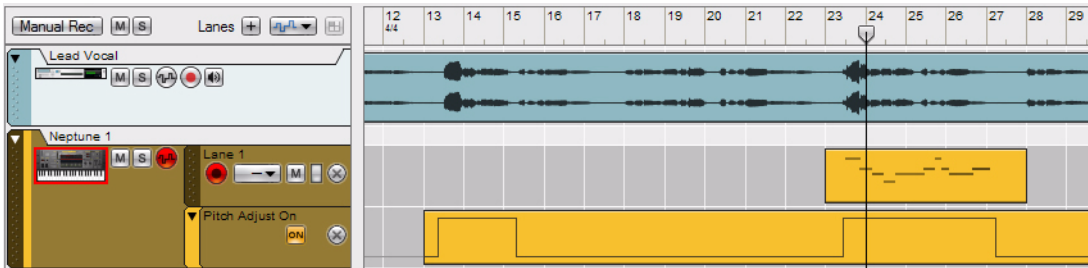 Manual Rec M S Lanes + 12 13 14 15 16 17 18 19 20 21 22 23 24 25 26 27 28 29
4/4
Lead Vocal
M S
Neptune 1
M S Lane 1
M
Pitch Adjust On
ON